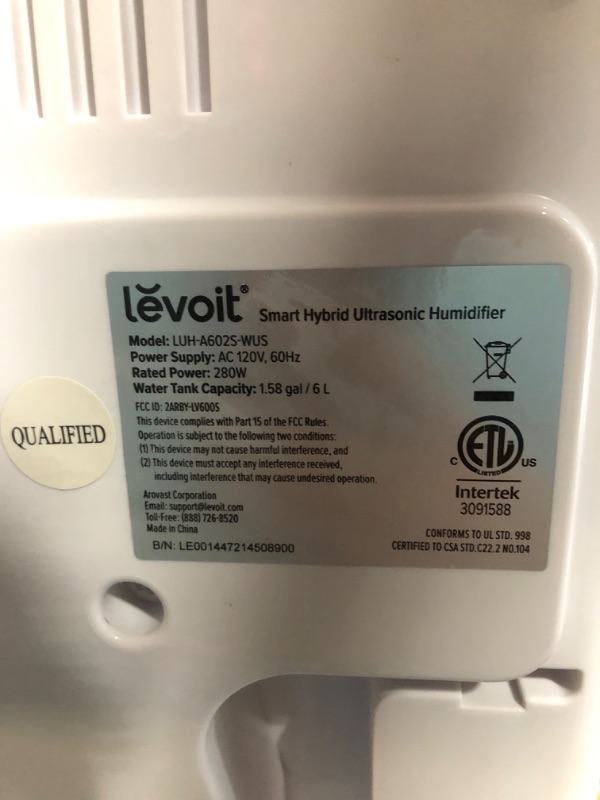 lěvoit® Smart Hybrid Ultrasonic Humidifier
Model: LUH-A602S-WUS
Power Supply: AC 120V, 60Hz
Rated Power: 280W
Water Tank Capacity: 1.58 gal / 6 L
FCC ID: 2ARBY-LV600S
This device complies with Part 15 of the FCC Rules.
Operation is subject to the following two conditions:
(1) This device may not cause harmful interference, and
(2) This device must accept any interference received,
including interference that may cause undesired operation.
Arovast Corporation
Email: support@levoit.com
Toll-Free: (888) 726-8520
Made in China
B/N: LE001447214508900
QUALIFIED
C ETL US
LISTED
Intertek
3091588
CONFORMS TO UL STD. 998
CERTIFIED TO CSA STD.C22.2 NO.104